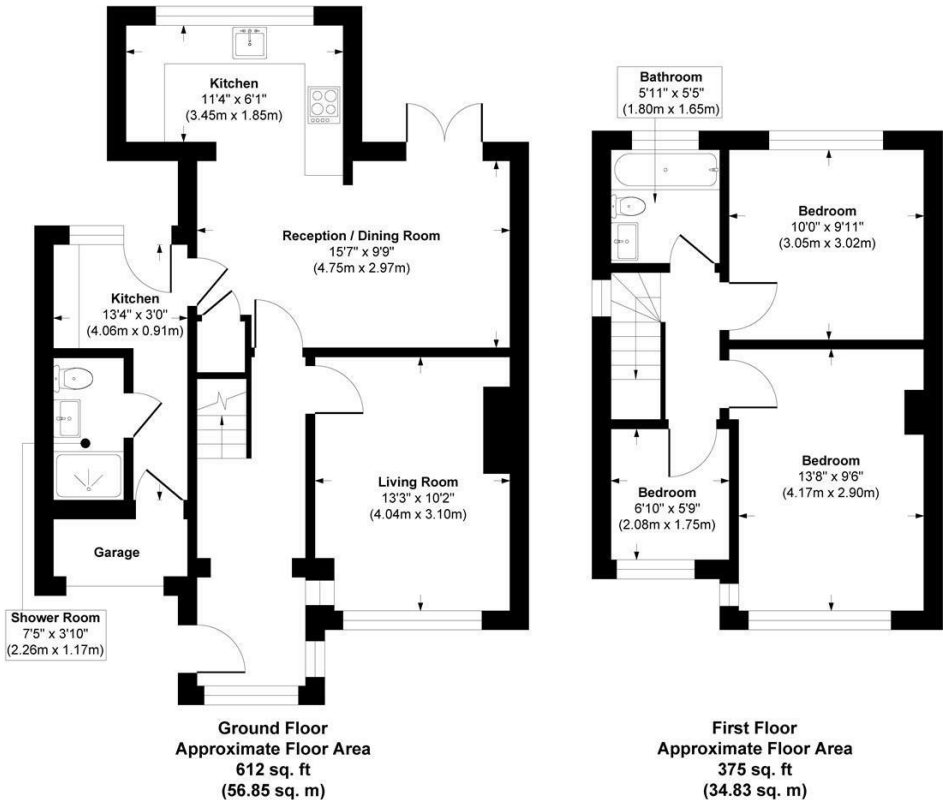 Kitchen
11'4" x 6'1"
(3.45m x 1.85m)
Reception / Dining Room
15'7" x 9'9"
(4.75m x 2.97m)
Kitchen
13'4" x 3'0"
(4.06m x 0.91m)
Living Room
13'3" x 10'2"
(4.04m x 3.10m)
Garage
Shower Room
7'5" x 3'10"
(2.26m x 1.17m)
Ground Floor
Approximate Floor Area
612 sq. ft
(56.85 sq. m)
Bathroom
5'11" x 5'5"
(1.80m x 1.65m)
Bedroom
10'0" x 9'11"
(3.05m x 3.02m)
Bedroom
13'8" x 9'6"
(4.17m x 2.90m)
Bedroom
6'10" x 5'9"
(2.08m x 1.75m)
First Floor
Approximate Floor Area
375 sq. ft
(34.83 sq. m)